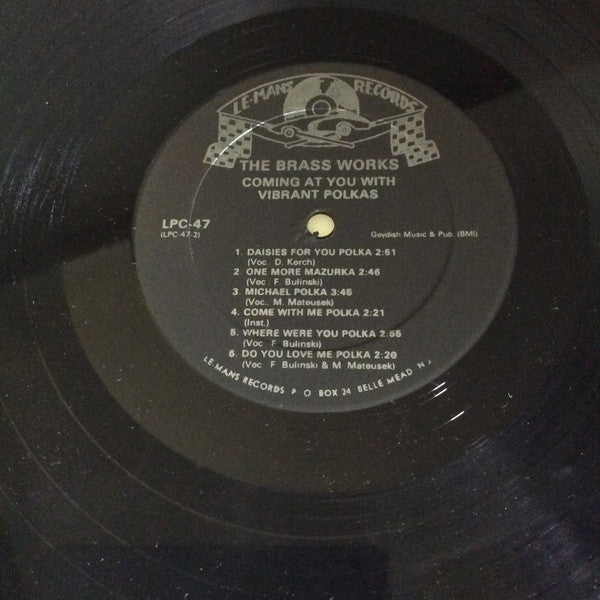 LE-MANS RECORDS
THE BRASS WORKS
COMING AT YOU WITH
VIBRANT POLKAS
LPC-47
(LPC-47-2)
Goydish Music & Pub. (BMI)
1. DAISIES FOR YOU POLKA 2:51
(Voc. D. Korch)
2. ONE MORE MAZURKA 2:46
(Voc. F. Bulinski)
3. MICHAEL POLKA 3:45
(Voc. M. Matousek)
4. COME WITH ME POLKA 2:21
(Inst.)
5. WHERE WERE YOU POLKA 2:55
(Voc. F. Bulinski)
6. DO YOU LOVE ME POLKA 2:20
(Voc. F. Bulinski & M. Matousek)
LE-MANS RECORDS P O BOX 24 BELLE MEAD N J